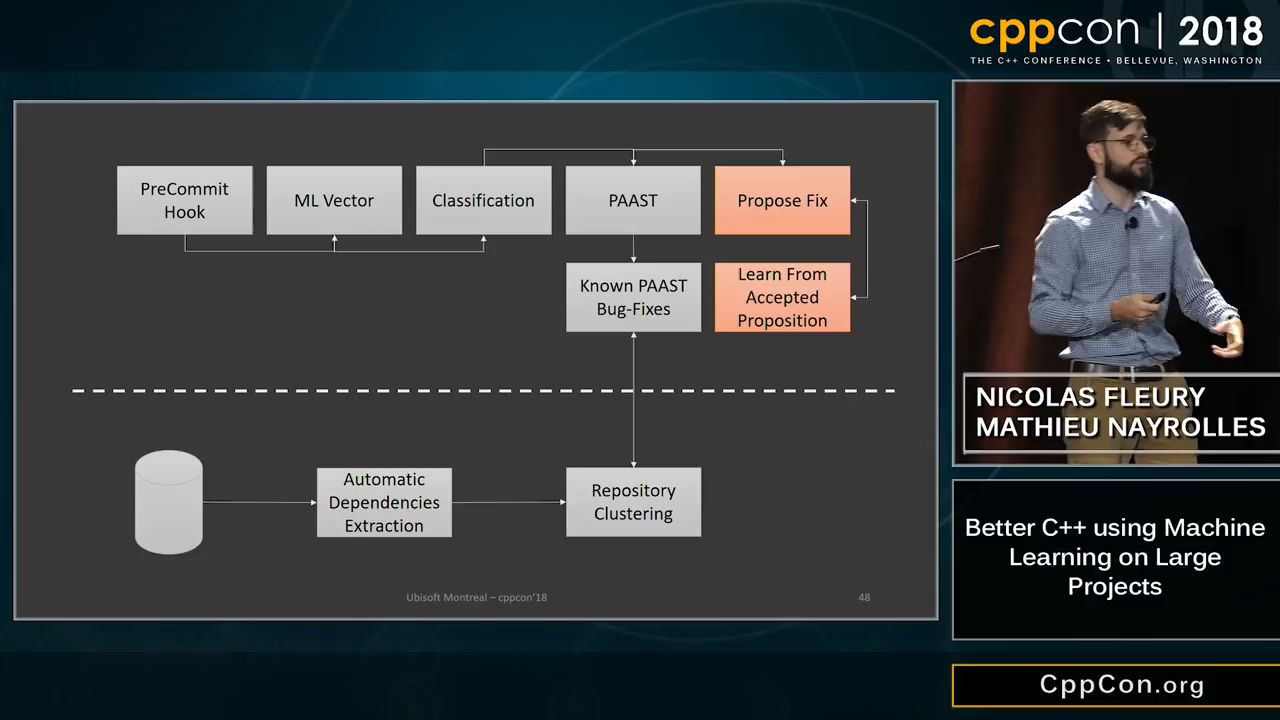 cppcon | 2018
THE C++ CONFERENCE • BELLEVUE, WASHINGTON
PreCommit
Hook
ML Vector
Classification
PAAST
Propose Fix
Known PAAST
Bug-Fixes
Learn From
Accepted
Proposition
Automatic
Dependencies
Extraction
Repository
Clustering
Ubisoft Montreal – cppcon'18
48
NICOLAS FLEURY
MATHIEU NAYROLLES
Better C++ using Machine
Learning on Large
Projects
CppCon.org